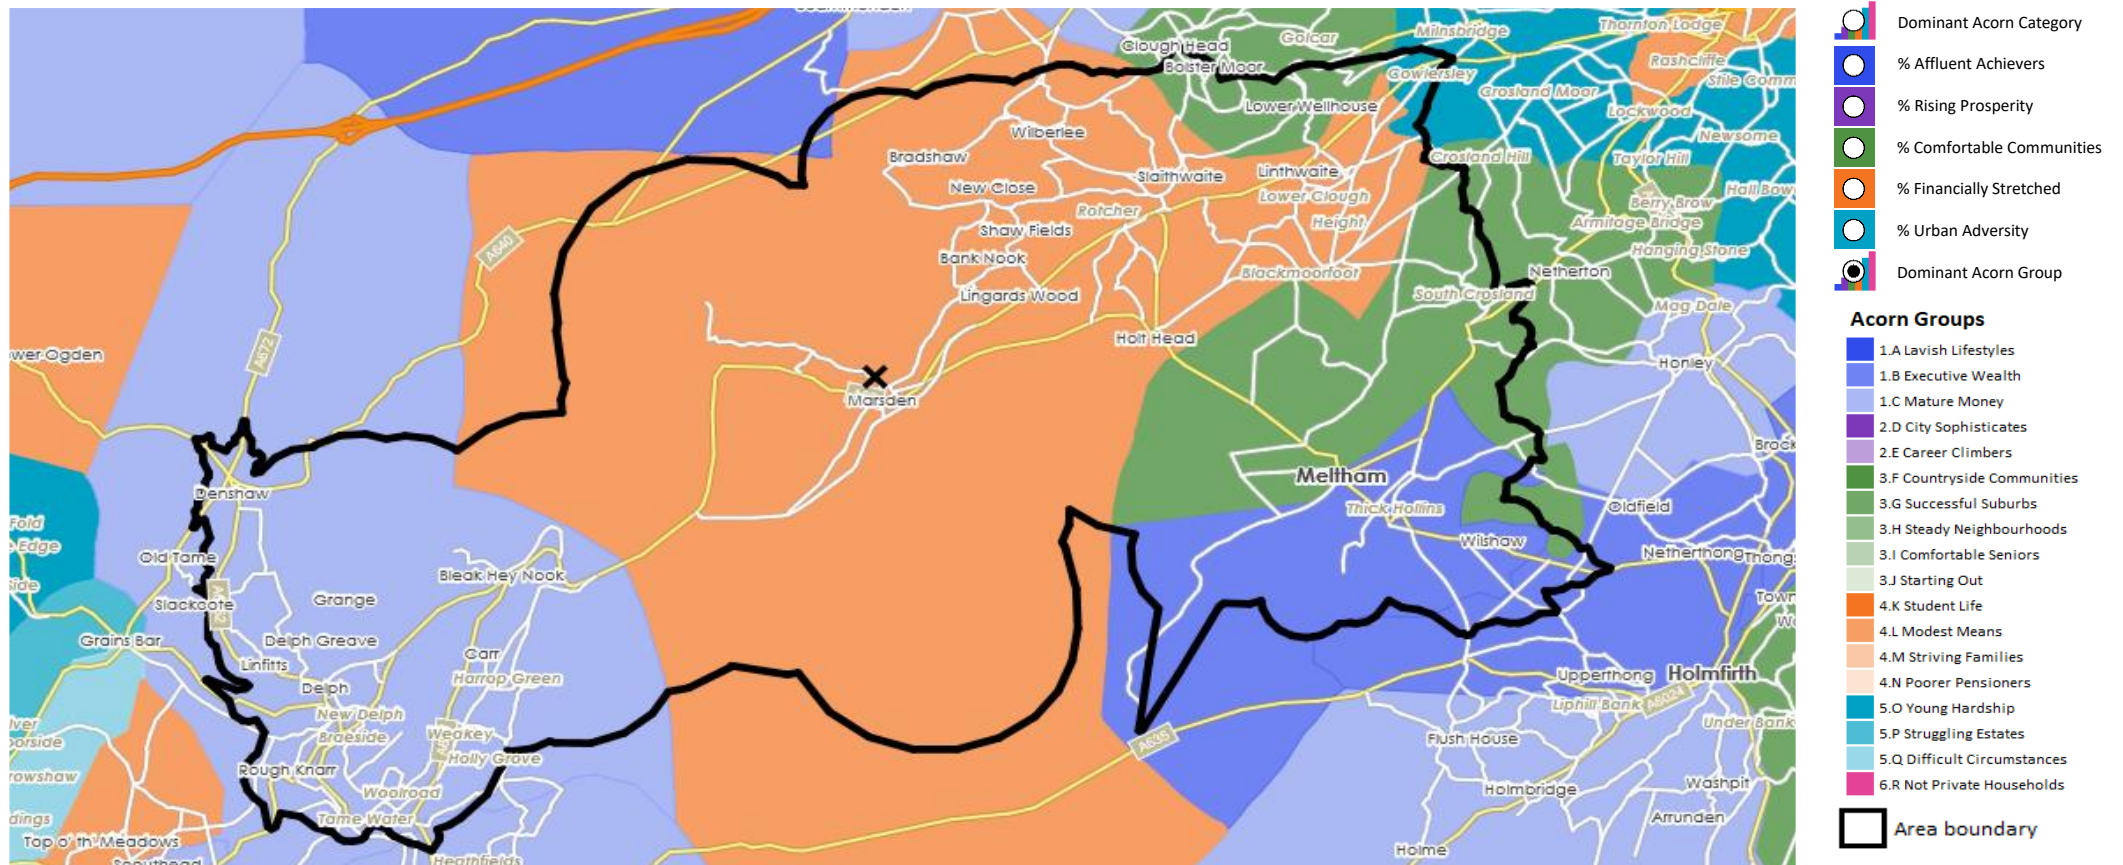 Clough Head
Golcar
Milnsbridge
Thornton Lodge
Bolster Moor
Gowlersley
Rashcliffe
Crosland Moor
Lower Wellhouse
Lockwood
Wilberlee
Newsome
Bradshaw
Slaithwaite
Linthwaite
Crosland Hill
Taylor Hill
New Close
Lower Clough
Berry Brow
Rotcher
Height
Armitage Bridge
Shaw Fields
Hanging Stone
A640
Bank Nook
Blackmoorfoot
Netherton
Lingards Wood
South Crosland
Mag Dale
Holt Head
A672
wer Ogden
Honley
Marsden
Brock
Meltham
Denshaw
Thick Hollins
Oldfield
Fold
Edge
Wilshaw
Netherthong
Thong
Old Tame
Bleak Hey Nook
side
Slackcote
Grange
Town
Grains Bar
Delph Greave
Carr
Linfitts
Harrop Green
Upperthong
Holmfirth
Delph
Liphill Bank
A6024
New Delph
Under Bank
Braeside
Weakey
A635
Flush House
Holly Grove
Rough Knarr
Holmbridge
Washpit
Woolroad
Tame Water
Arrunden
Top o' th' Meadows
Holme
Heathfields
Dominant Acorn Category
% Affluent Achievers
% Rising Prosperity
% Comfortable Communities
% Financially Stretched
% Urban Adversity
Dominant Acorn Group
Acorn Groups
1.A Lavish Lifestyles
1.B Executive Wealth
1.C Mature Money
2.D City Sophisticates
2.E Career Climbers
3.F Countryside Communities
3.G Successful Suburbs
3.H Steady Neighbourhoods
3.I Comfortable Seniors
3.J Starting Out
4.K Student Life
4.L Modest Means
4.M Striving Families
4.N Poorer Pensioners
5.O Young Hardship
5.P Struggling Estates
5.Q Difficult Circumstances
6.R Not Private Households
Area boundary